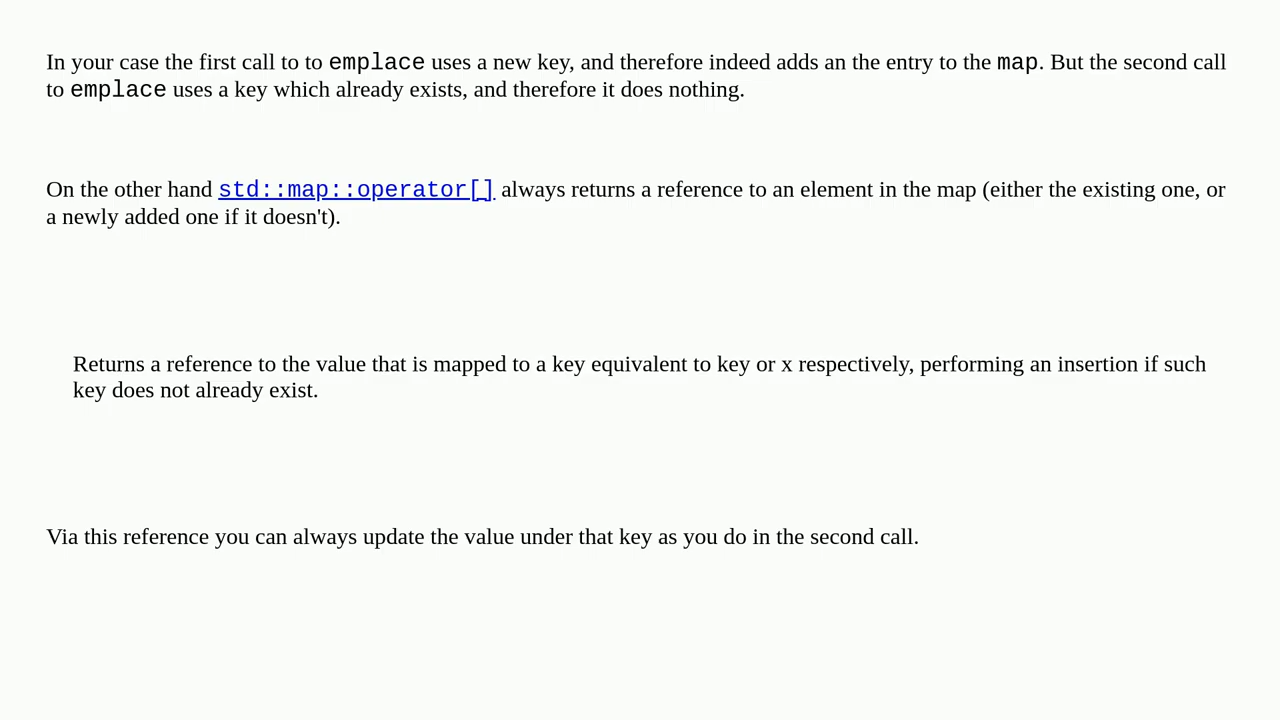 In your case the first call to to emplace uses a new key, and therefore indeed adds an the entry to the map. But the second call
to emplace uses a key which already exists, and therefore it does nothing.
On the other hand std::map::operator[] always returns a reference to an element in the map (either the existing one, or
a newly added one if it doesn't).
Returns a reference to the value that is mapped to a key equivalent to key or x respectively, performing an insertion if such
key does not already exist.
Via this reference you can always update the value under that key as you do in the second call.